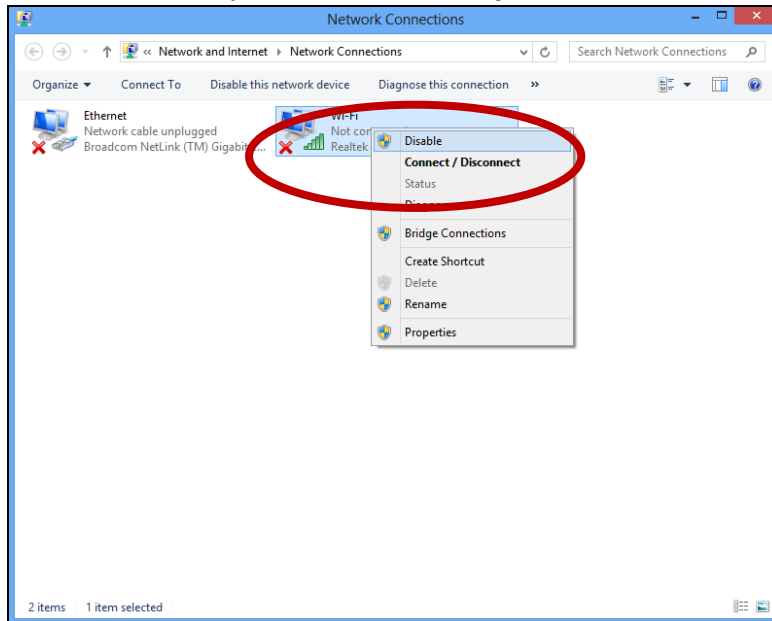 Network Connections
« Network and Internet Network Connections
Search Network Connections
Organize Connect To Disable this network device Diagnose this connection »
Ethernet
Network cable unplugged
Broadcom NetLink (TM) Gigabit E...
Wi-Fi
Not
Realtek
Disable
Connect / Disconnect
Status
Bridge Connections
Create Shortcut
Delete
Rename
Properties
2 items 1 item selected